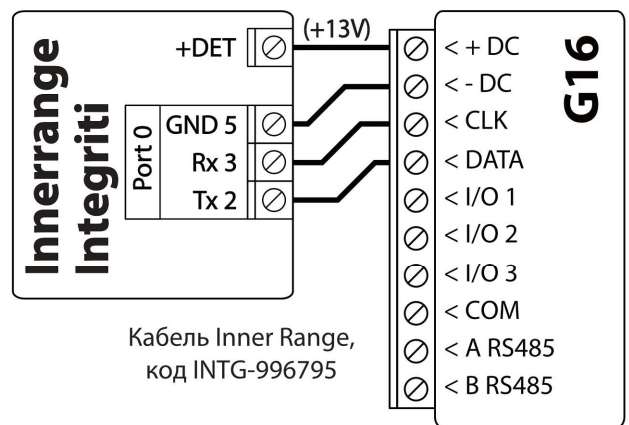 Innerrange
Integriti
+DET
(+13V)
Port 0
GND 5
Rx 3
Tx 2
G16
< + DC
< - DC
< CLK
< DATA
< I/O 1
< I/O 2
< I/O 3
< COM
< A RS485
< B RS485
Кабель Inner Range,
код INTG-996795